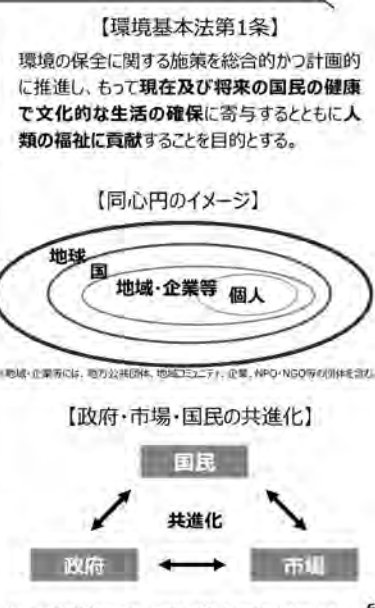 【環境基本法第1条】
環境の保全に関する施策を総合的かつ計画的
に推進し、もって現在及び将来の国民の健康
で文化的な生活の確保に寄与するとともに人
類の福祉に貢献することを目的とする。
【同心円のイメージ】
地球
国
地域・企業等 個人
※地域・企業等には、地方公共団体、地域コミュニティ、企業、NPO・NGO等の団体を含む。
【政府・市場・国民の共進化】
国民
共進化
政府
市場